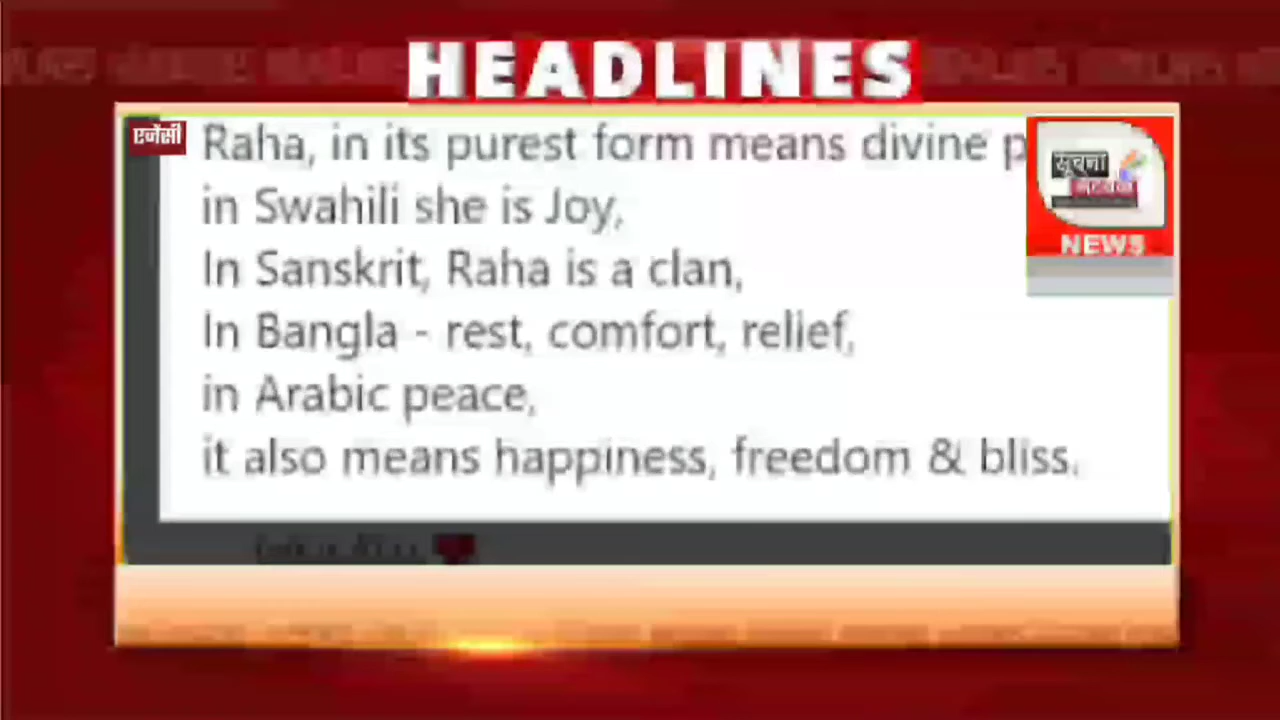 HEADLINES
एजेंसी
Raha, in its purest form means divine p
in Swahili she is Joy,
In Sanskrit, Raha is a clan,
In Bangla - rest, comfort, relief,
in Arabic peace,
it also means happiness, freedom & bliss.
सूचना
NEWS